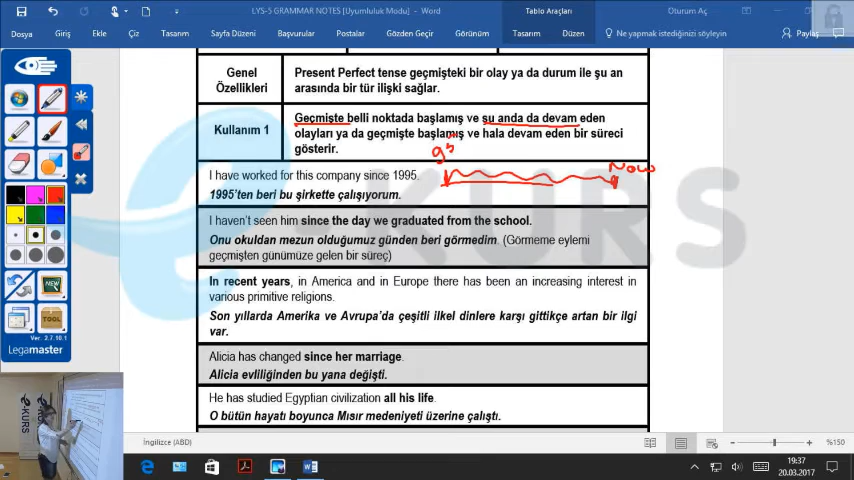 LYS-5 GRAMMAR NOTES [Uyumluluk Modu] - Word
Tablo Araçları
Oturum Aç
Dosya Giriş Ekle Çiz Tasarım Sayfa Düzeni Başvurular Postalar Gözden Geçir Görünüm Tasarım Düzen Ne yapmak istediğinizi söyleyin Paylaş
Genel
Özellikleri
Present Perfect tense geçmişteki bir olay ya da durum ile şu an
arasında bir tür ilişki sağlar.
Kullanım 1
Geçmişte belli noktada başlamış ve şu anda da devam eden
olayları ya da geçmişte başlamış ve hala devam eden bir süreci
gösterir.
95
Now
I have worked for this company since 1995.
1995'ten beri bu şirkette çalışıyorum.
I haven't seen him since the day we graduated from the school.
Onu okuldan mezun olduğumuz günden beri görmedim. (Görmeme eylemi
geçmişten günümüze gelen bir süreç)
In recent years, in America and in Europe there has been an increasing interest in
various primitive religions.
Son yıllarda Amerika ve Avrupa'da çeşitli ilkel dinlere karşı gittikçe artan bir ilgi
var.
Alicia has changed since her marriage.
Alicia evliliğinden bu yana değişti.
He has studied Egyptian civilization all his life.
O bütün hayatı boyunca Mısır medeniyeti üzerine çalıştı.
e-KURS
NEW
TOOL
Ver. 2.7.10.1
Legamaster
e-KURS
İngilizce (ABD)
%150
19:37
20.03.2017